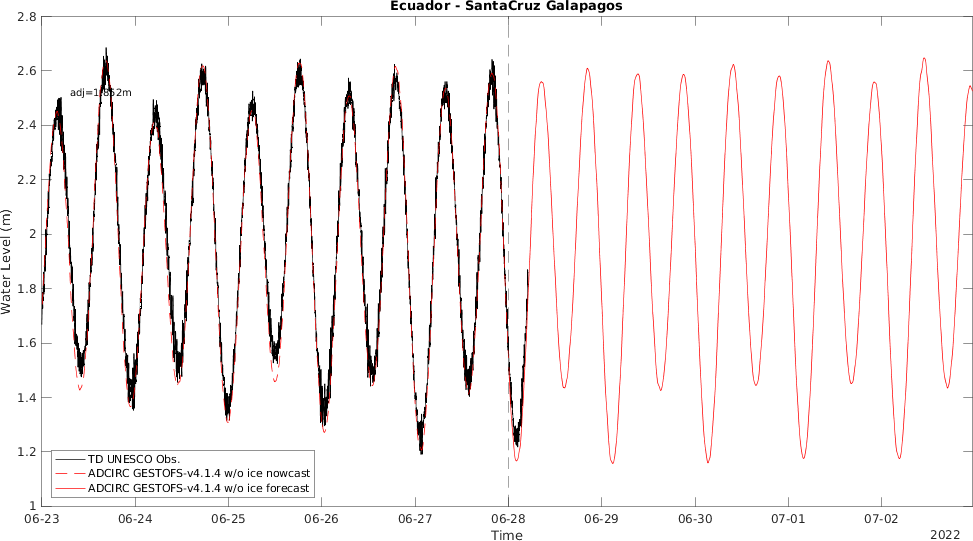 Ecuador - SantaCruz Galapagos
2.8
2.6
adj=1.852m
2.4
2.2
2
1.8
1.6
1.4
1.2
1
Water Level (m)
TD UNESCO Obs.
ADCIRC GESTOFS-v4.1.4 w/o ice nowcast
ADCIRC GESTOFS-v4.1.4 w/o ice forecast
06-23 06-24 06-25 06-26 06-27 06-28 06-29 06-30 07-01 07-02
Time
2022